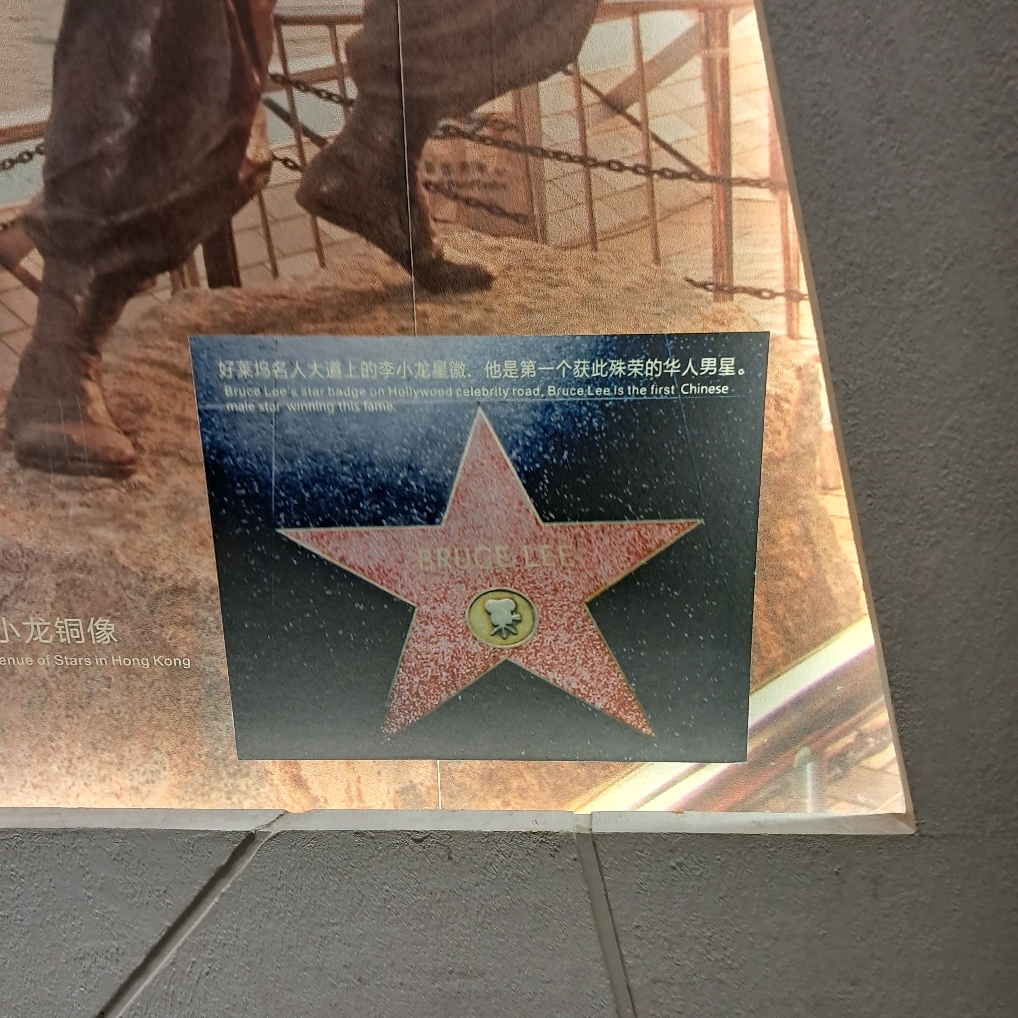 好莱坞名人大道上的李小龙星徽，他是第一个获此殊荣的华人男星。
Bruce Lee's star badge on Hollywood celebrity road, Bruce Lee is the first Chinese
male star winning this fame.
BRUCE LEE
小龙铜像
enue of Stars in Hong Kong